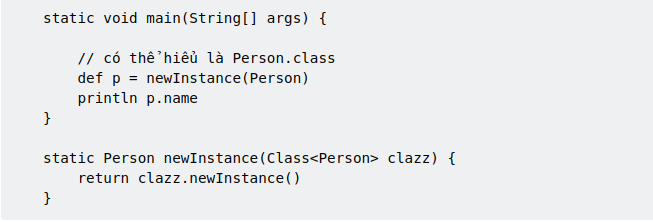 static void main(String[] args) {
// có thể hiểu là Person.class
def p = newInstance(Person)
println p.name
}
static Person newInstance(Class<Person> clazz) {
return clazz.newInstance()
}